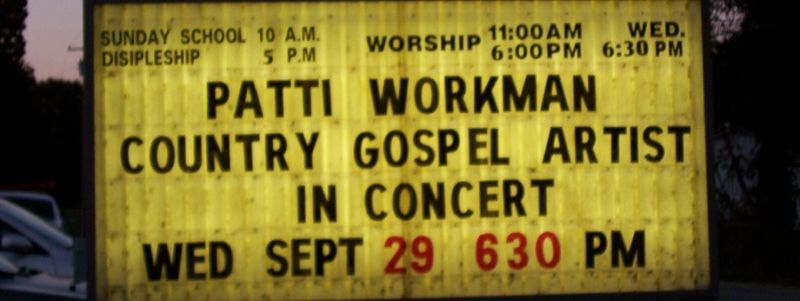 SUNDAY SCHOOL 10 A.M. WORSHIP 11:00AM WED.
DISIPLESHIP 5 P.M 6:00PM 6:30 PM
PATTI WORKMAN
COUNTRY GOSPEL ARTIST
IN CONCERT
WED SEPT 29 630 PM